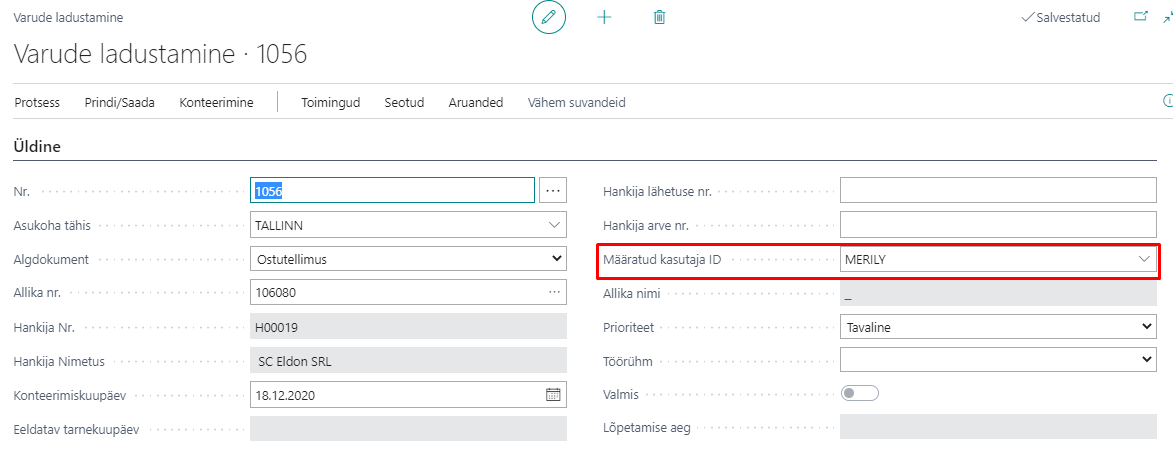 Varude ladustamine
Salvestatud
Varude ladustamine · 1056
Protsess Prindi/Saada Konteerimine Toimingud Seotud Aruanded Vähem suvandeid
Üldine
Nr. 1056
Asukoha tähis TALLINN
Algdokument Ostutellimus
Allika nr. 106080
Hankija Nr. H00019
Hankija Nimetus SC Eldon SRL
Konteerimiskuupäev 18.12.2020
Eeldatav tarnekuupäev
Hankija lähetuse nr.
Hankija arve nr.
Määratud kasutaja ID MERILY
Allika nimi _
Prioriteet Tavaline
Töörühm
Valmis
Lõpetamise aeg